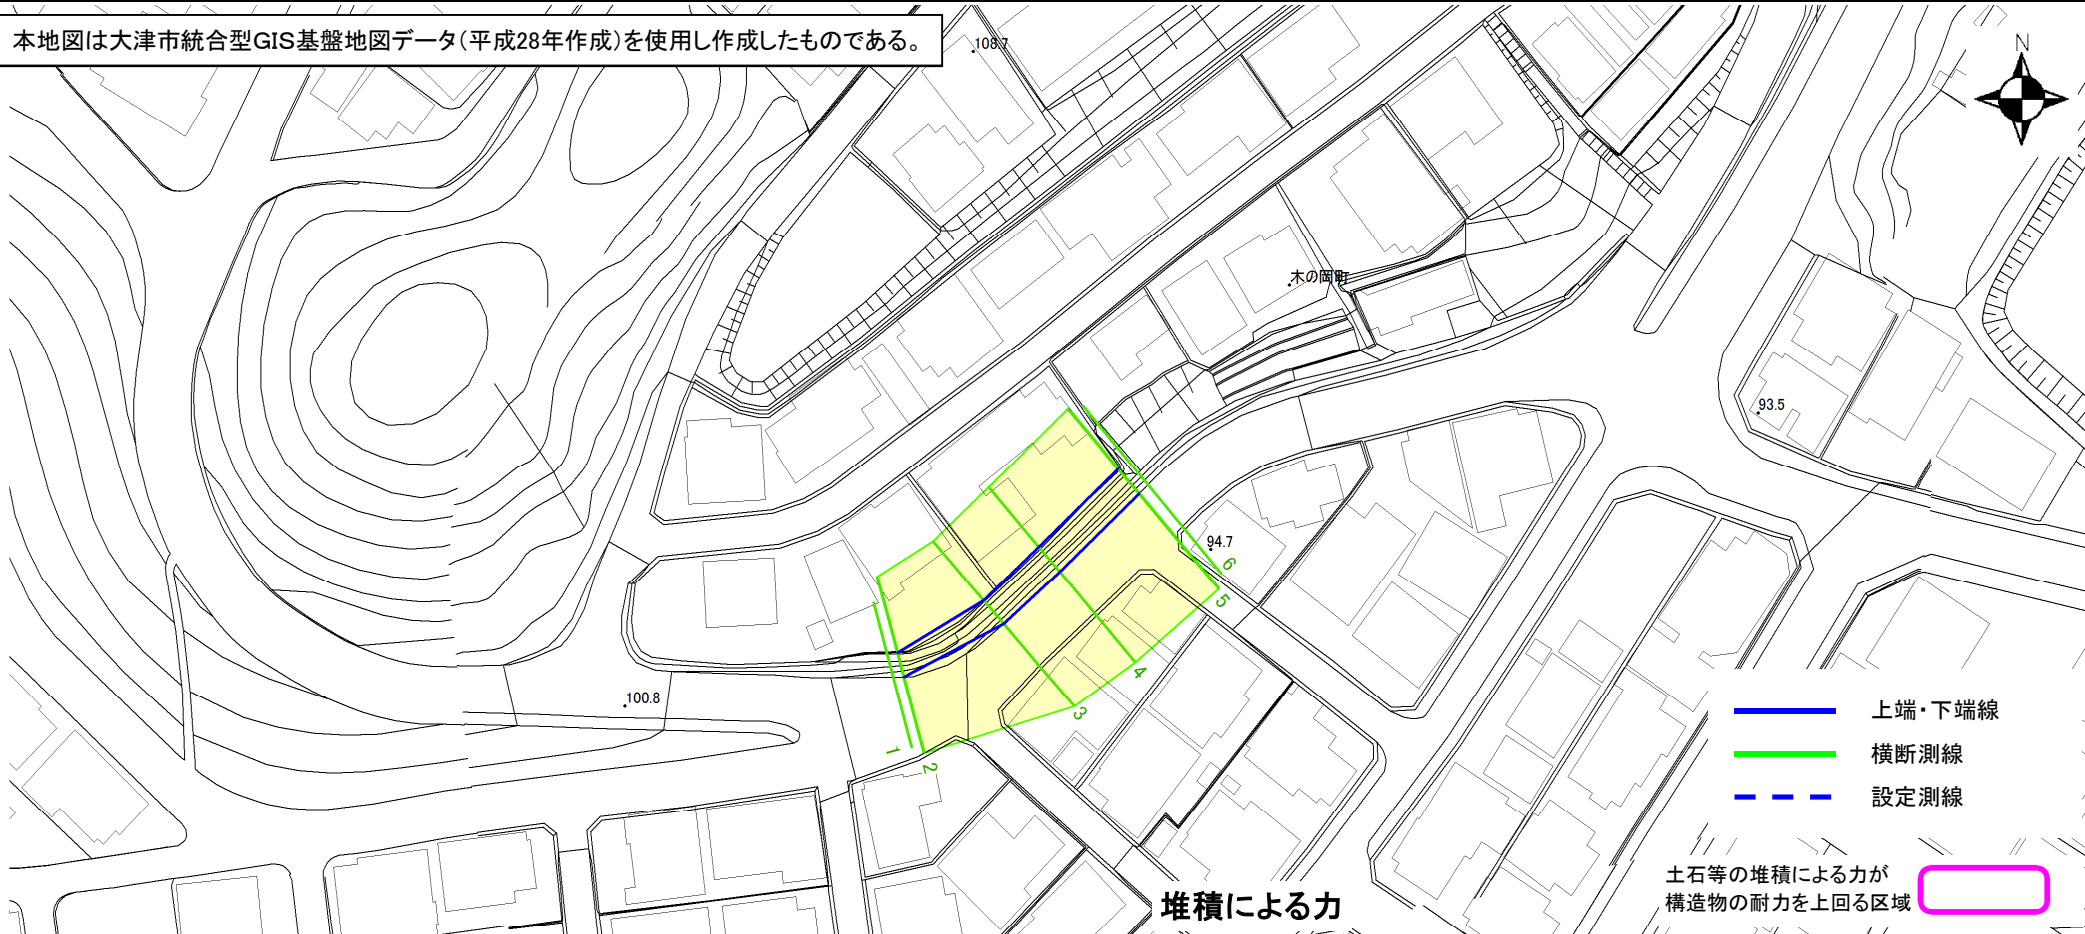 本地図は大津市統合型GIS基盤地図データ(平成28年作成)を使用し作成したものである。
108.7
N
木の岡町
93.5
94.7
6
5
4
3
100.8
1
2
上端・下端線
横断測線
設定測線
土石等の堆積による力が
構造物の耐力を上回る区域
堆積による力